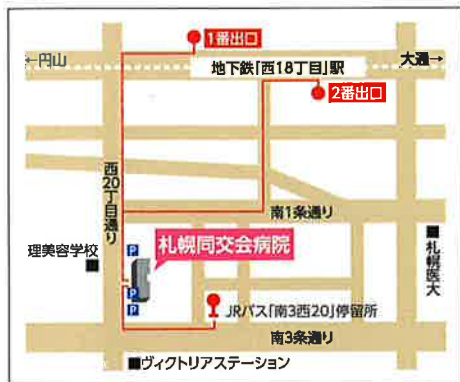 1番出口
←円山
大通→
地下鉄「西18丁目」駅
2番出口
西20丁目通り
南1条通り
札幌同交会病院
理美容学校
P
P
P
札幌医大
JRバス「南3西20」停留所
南3条通り
ヴィクトリアステーション